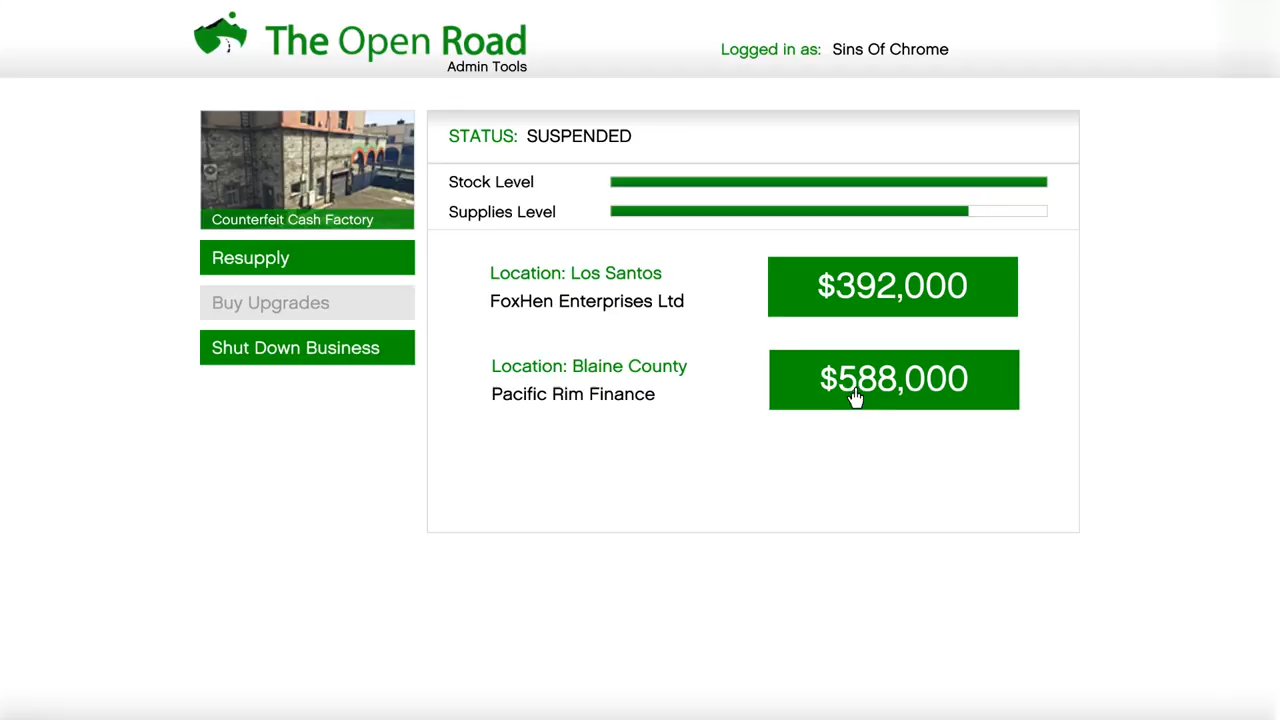 The Open Road
Admin Tools
Logged in as: Sins Of Chrome
Counterfeit Cash Factory
Resupply
Buy Upgrades
Shut Down Business
STATUS: SUSPENDED
Stock Level
Supplies Level
Location: Los Santos
FoxHen Enterprises Ltd
$392,000
Location: Blaine County
Pacific Rim Finance
$588,000